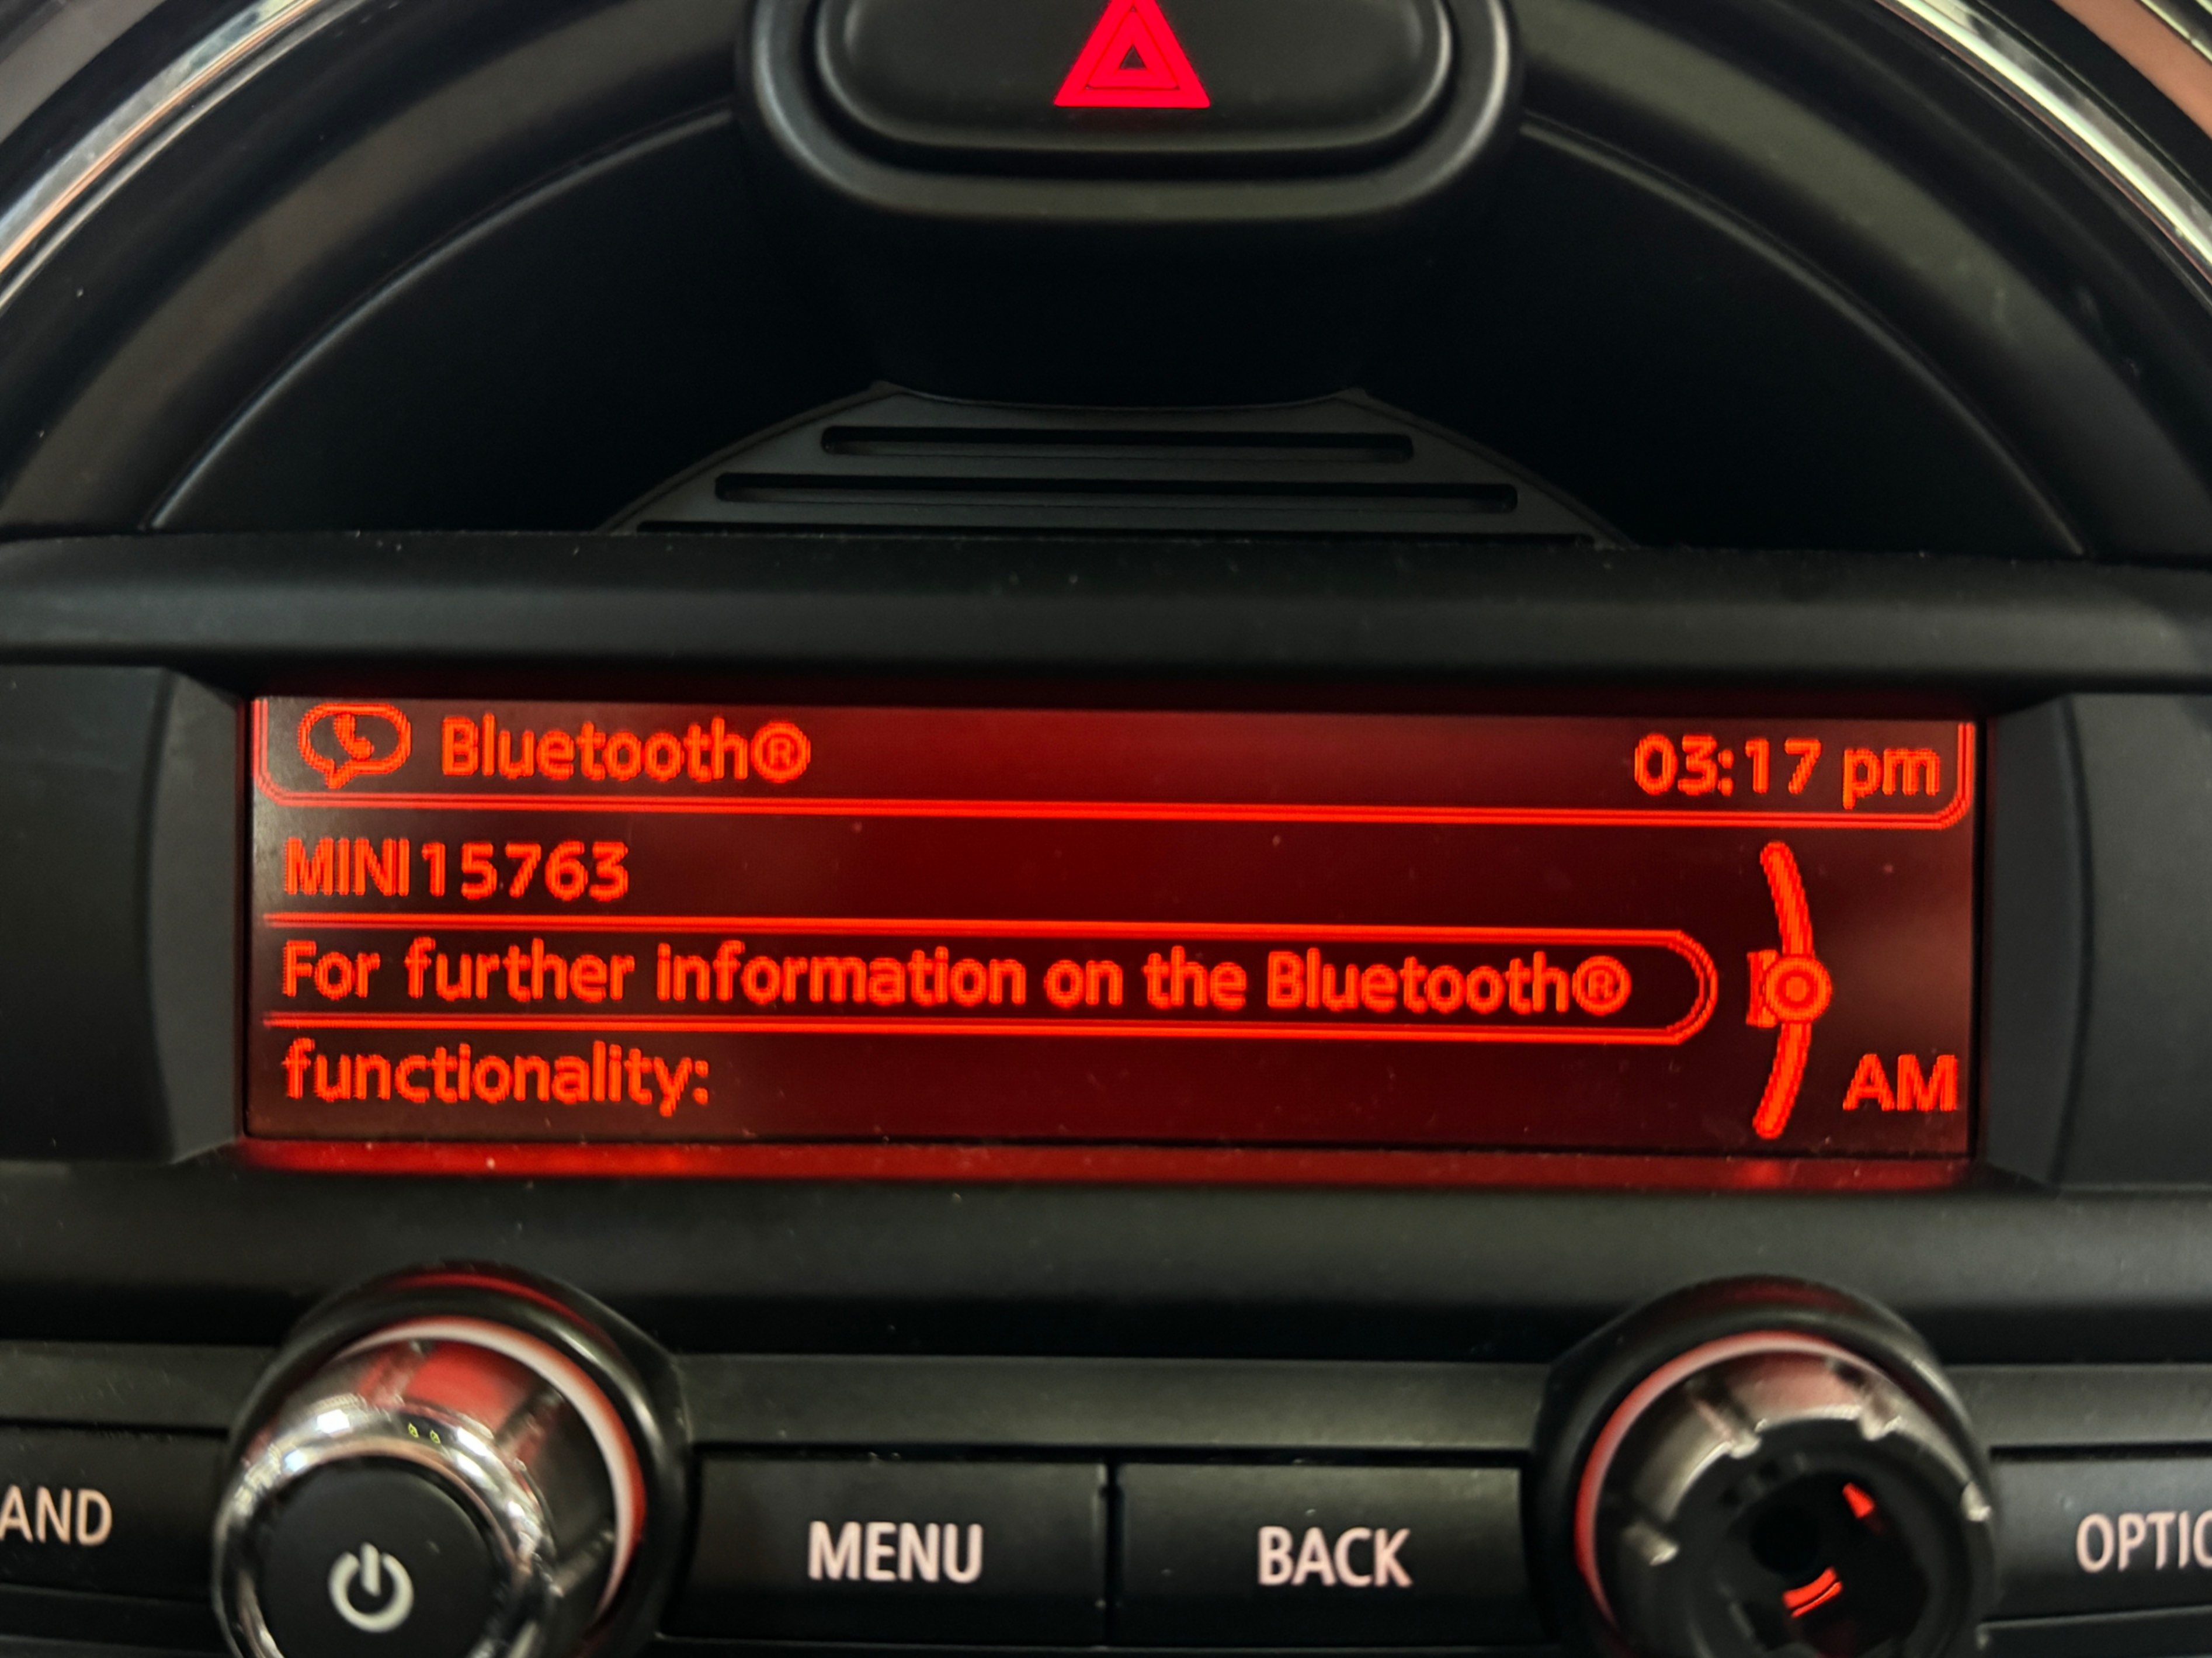 Bluetooth® 03:17 pm
MINI15763
For further information on the Bluetooth®
functionality:
AM
MENU BACK